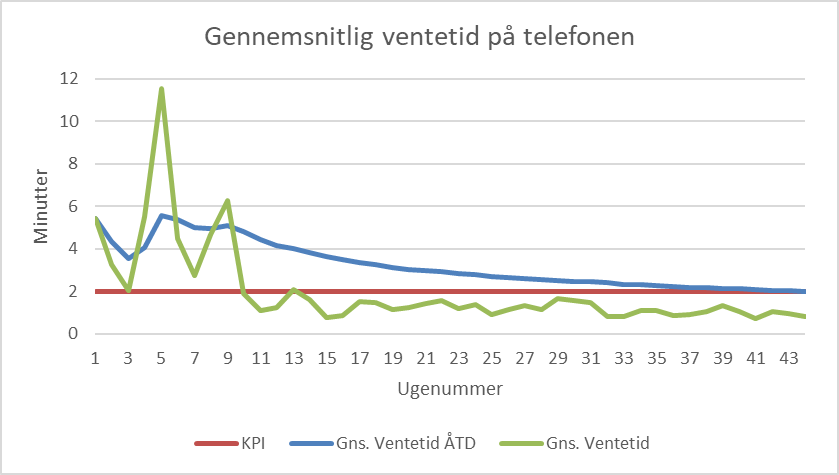 Gennemsnitlig ventetid på telefonen
Minutter
12
10
8
6
4
2
0
1 3 5 7 9 11 13 15 17 19 21 23 25 27 29 31 33 35 37 39 41 43
Ugenummer
KPI Gns. Ventetid ÅTD Gns. Ventetid